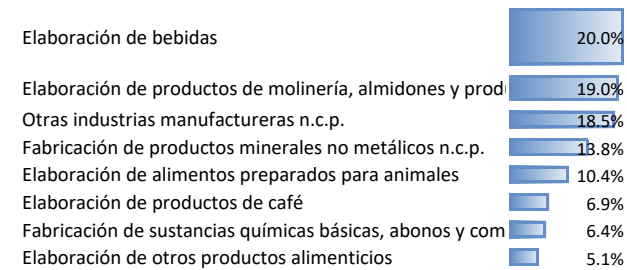 Elaboración de bebidas 20.0%
Elaboración de productos de molinería, almidones y prod 19.0%
Otras industrias manufactureras n.c.p. 18.5%
Fabricación de productos minerales no metálicos n.c.p. 13.8%
Elaboración de alimentos preparados para animales 10.4%
Elaboración de productos de café 6.9%
Fabricación de sustancias químicas básicas, abonos y com 6.4%
Elaboración de otros productos alimenticios 5.1%